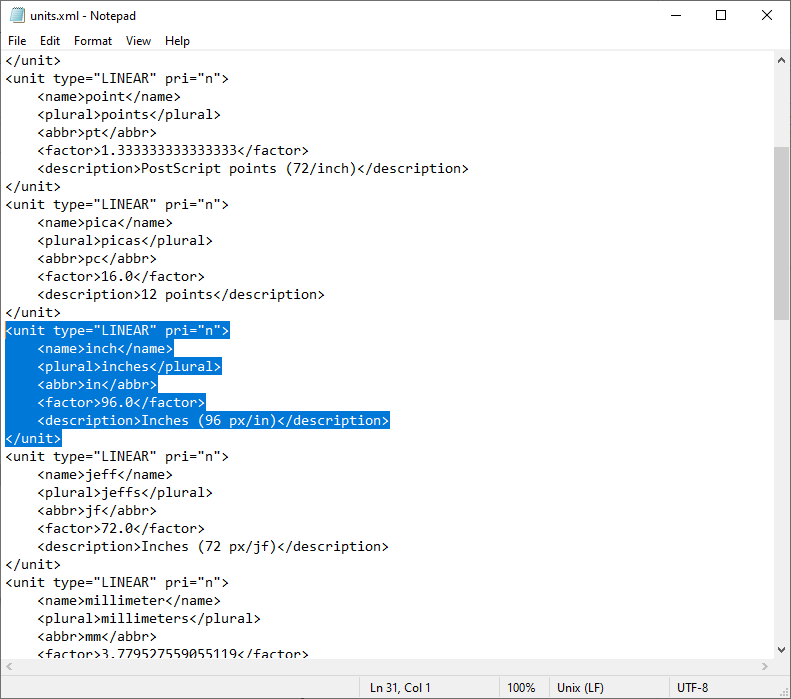 units.xml - Notepad
File Edit Format View Help
</unit>
<unit type="LINEAR" pri="n">
    <name>point</name>
    <plural>points</plural>
    <abbr>pt</abbr>
    <factor>1.333333333333333</factor>
    <description>PostScript points (72/inch)</description>
</unit>
<unit type="LINEAR" pri="n">
    <name>pica</name>
    <plural>picas</plural>
    <abbr>pc</abbr>
    <factor>16.0</factor>
    <description>12 points</description>
</unit>
<unit type="LINEAR" pri="n">
    <name>inch</name>
    <plural>inches</plural>
    <abbr>in</abbr>
    <factor>96.0</factor>
    <description>Inches (96 px/in)</description>
</unit>
<unit type="LINEAR" pri="n">
    <name>jeff</name>
    <plural>jeffs</plural>
    <abbr>jf</abbr>
    <factor>72.0</factor>
    <description>Inches (72 px/jf)</description>
</unit>
<unit type="LINEAR" pri="n">
    <name>millimeter</name>
    <plural>millimeters</plural>
    <abbr>mm</abbr>
    <factor>3.779527559055119</factor>
Ln 31, Col 1 100% Unix (LF) UTF-8